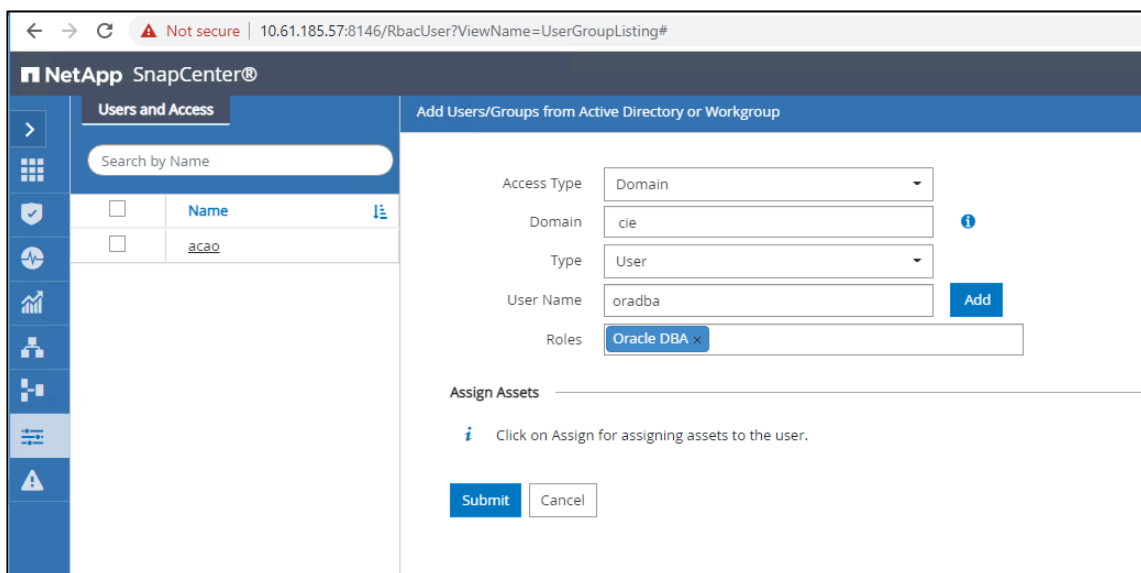 Not secure | 10.61.185.57:8146/RbacUser?ViewName=UserGroupListing#
NetApp SnapCenter®
Users and Access
Search by Name
Name
acao
Add Users/Groups from Active Directory or Workgroup
Access Type Domain
Domain cie
Type User
User Name oradba Add
Roles Oracle DBA ×
Assign Assets
i Click on Assign for assigning assets to the user.
Submit Cancel